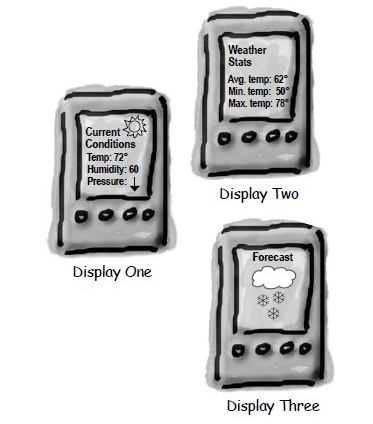 Current
Conditions
Temp: 72°
Humidity: 60
Pressure:
Display One
Weather
Stats
Avg. temp: 62°
Min. temp: 50°
Max. temp: 78°
Display Two
Forecast
Display Three